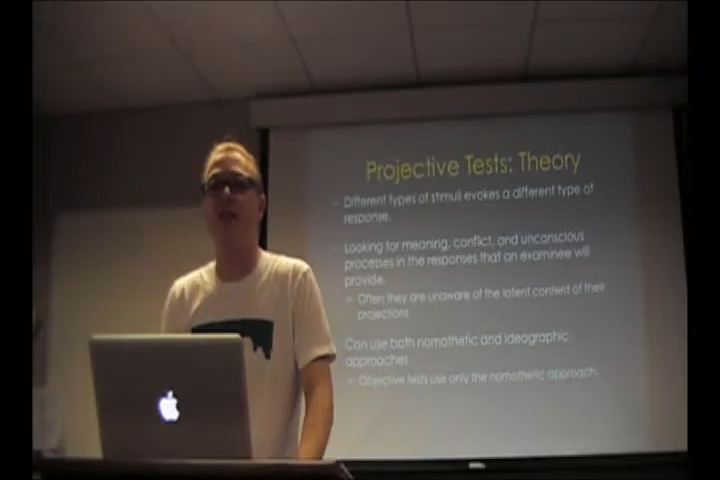 Projective Tests: Theory
Different types of stimuli evokes a different type of
response.
Looking for meaning, conflict, and unconscious
processes in the responses that an examinee will
provide.
Often they are unaware of the latent content of their
projections.
Can use both nomothetic and ideographic
approaches.
Objective tests use only the nomothetic approach.